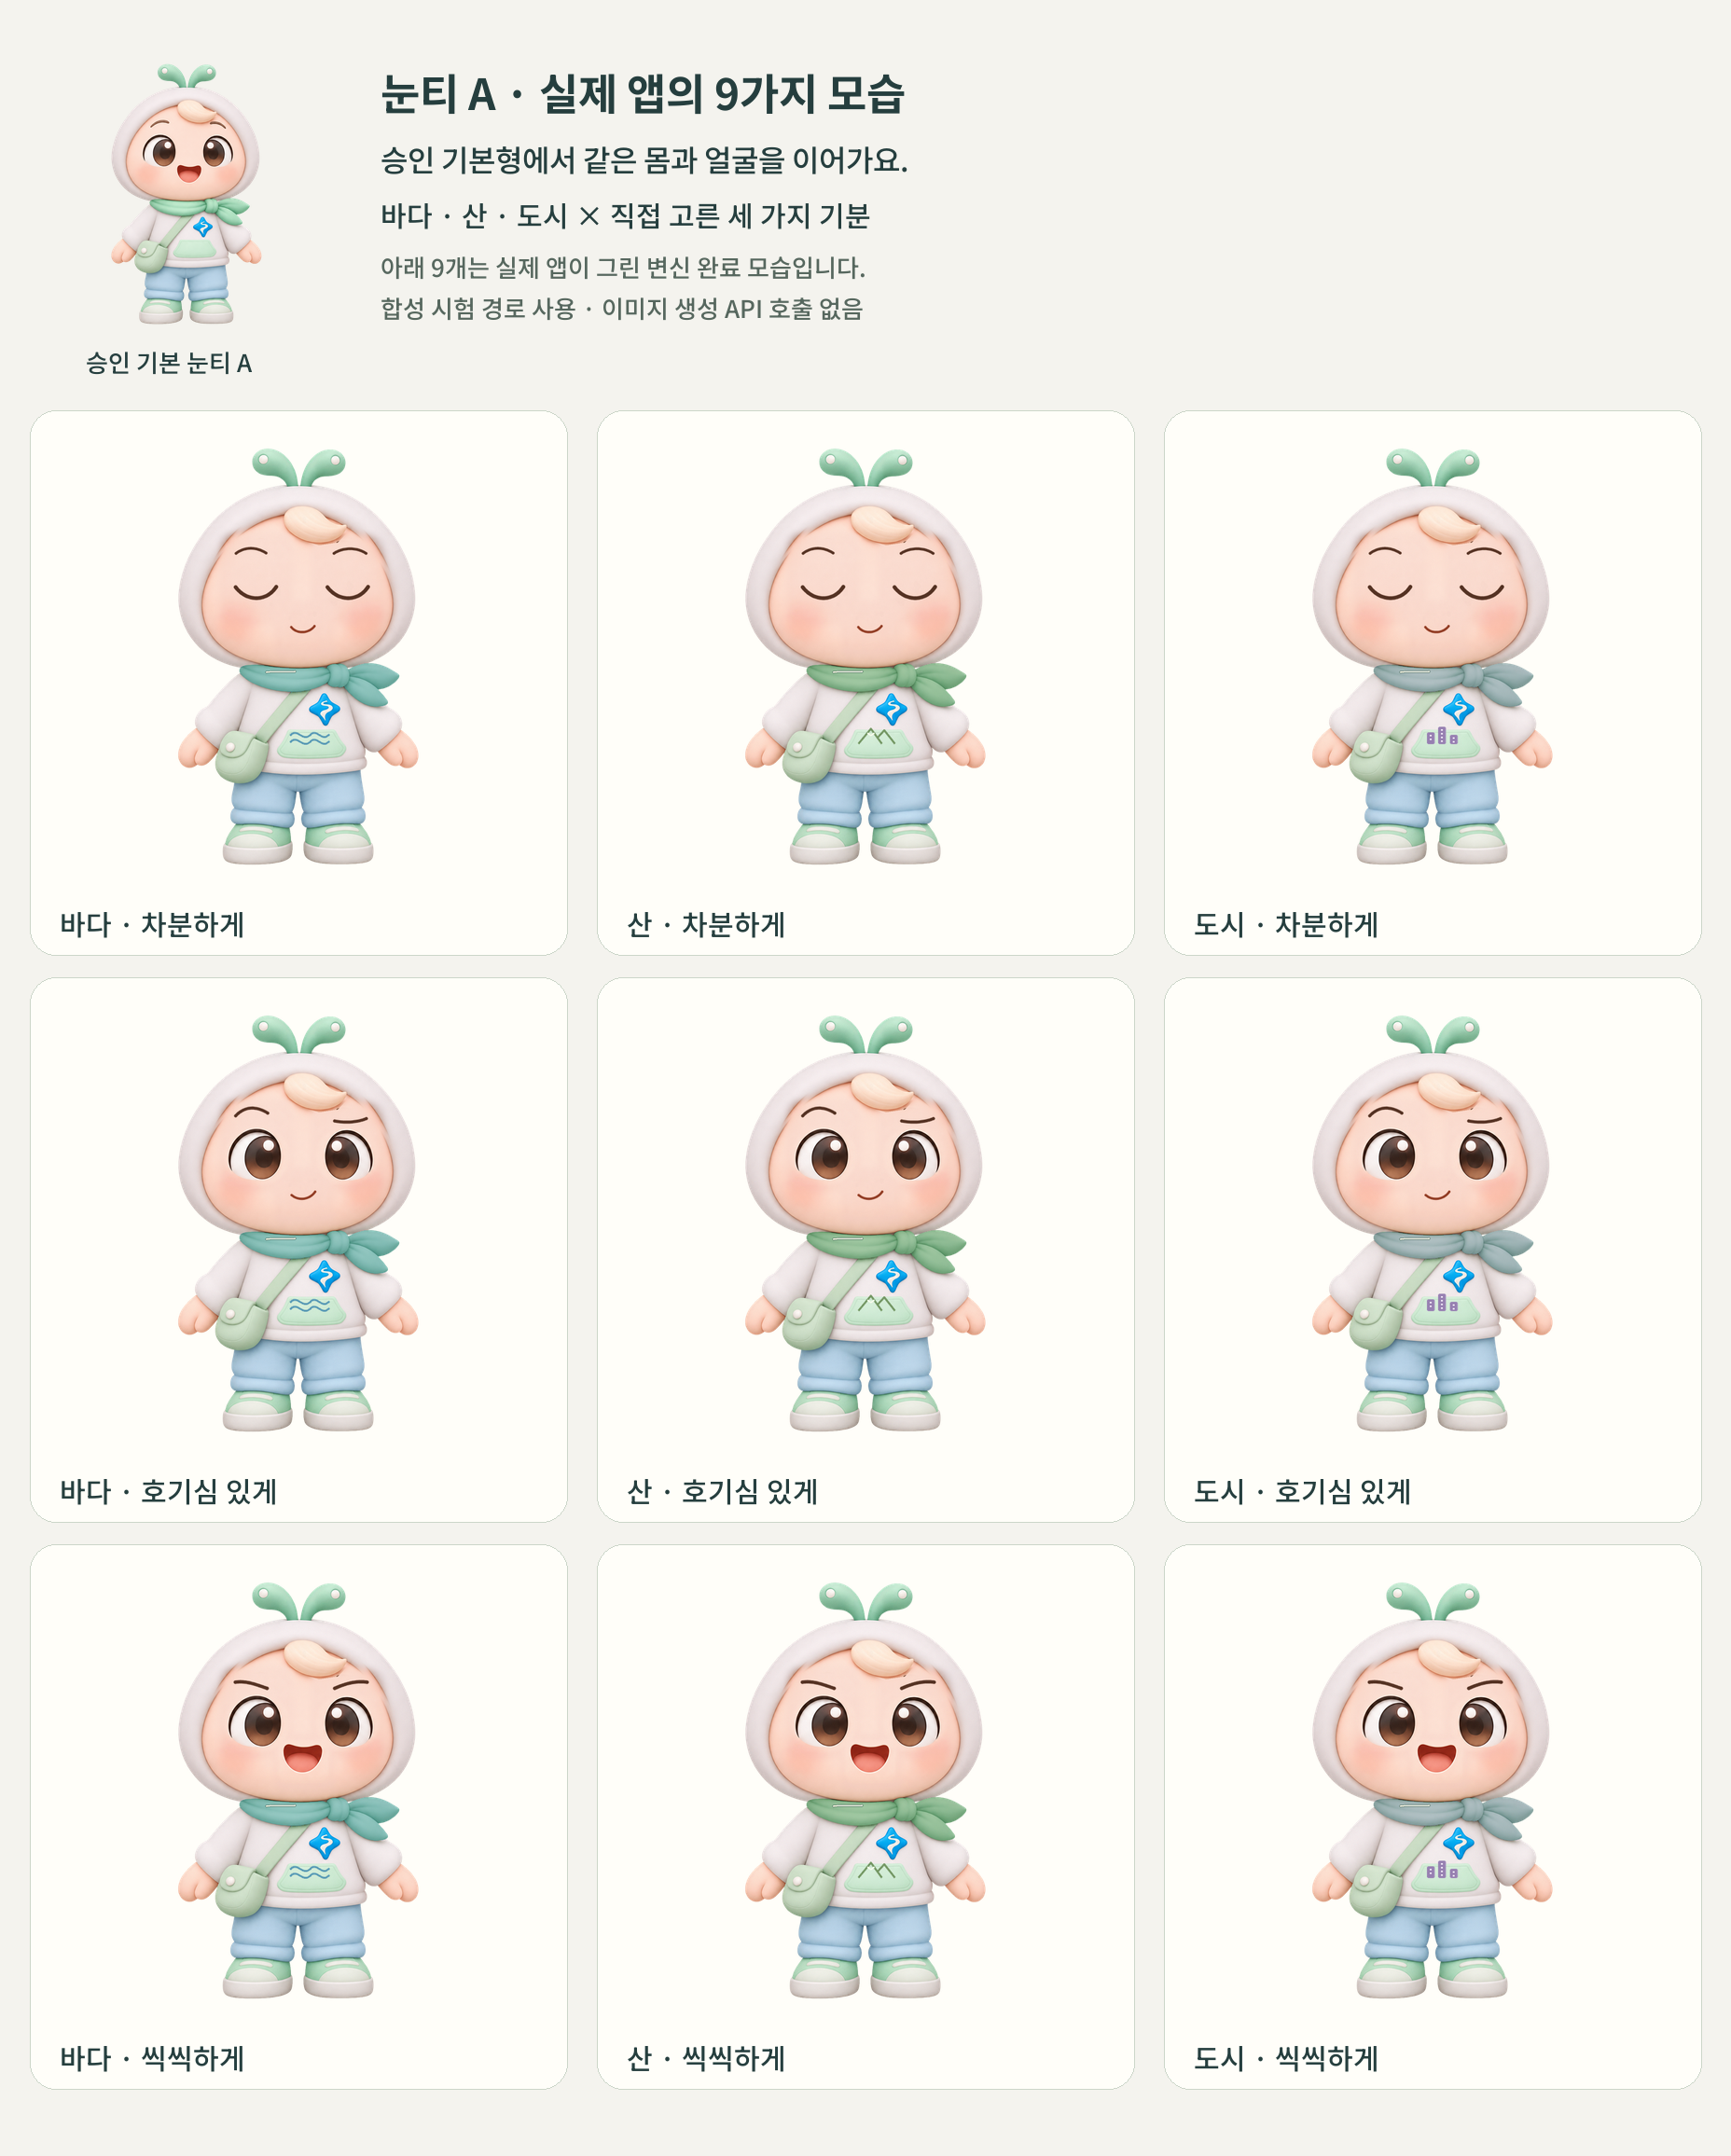 눈티 A · 실제 앱의 9가지 모습
승인 기본형에서 같은 몸과 얼굴을 이어가요.
바다 · 산 · 도시 × 직접 고른 세 가지 기분
아래 9개는 실제 앱이 그린 변신 완료 모습입니다.
합성 시험 경로 사용 · 이미지 생성 API 호출 없음
승인 기본 눈티 A
바다 · 차분하게
산 · 차분하게
도시 · 차분하게
바다 · 호기심 있게
산 · 호기심 있게
도시 · 호기심 있게
바다 · 씩씩하게
산 · 씩씩하게
도시 · 씩씩하게